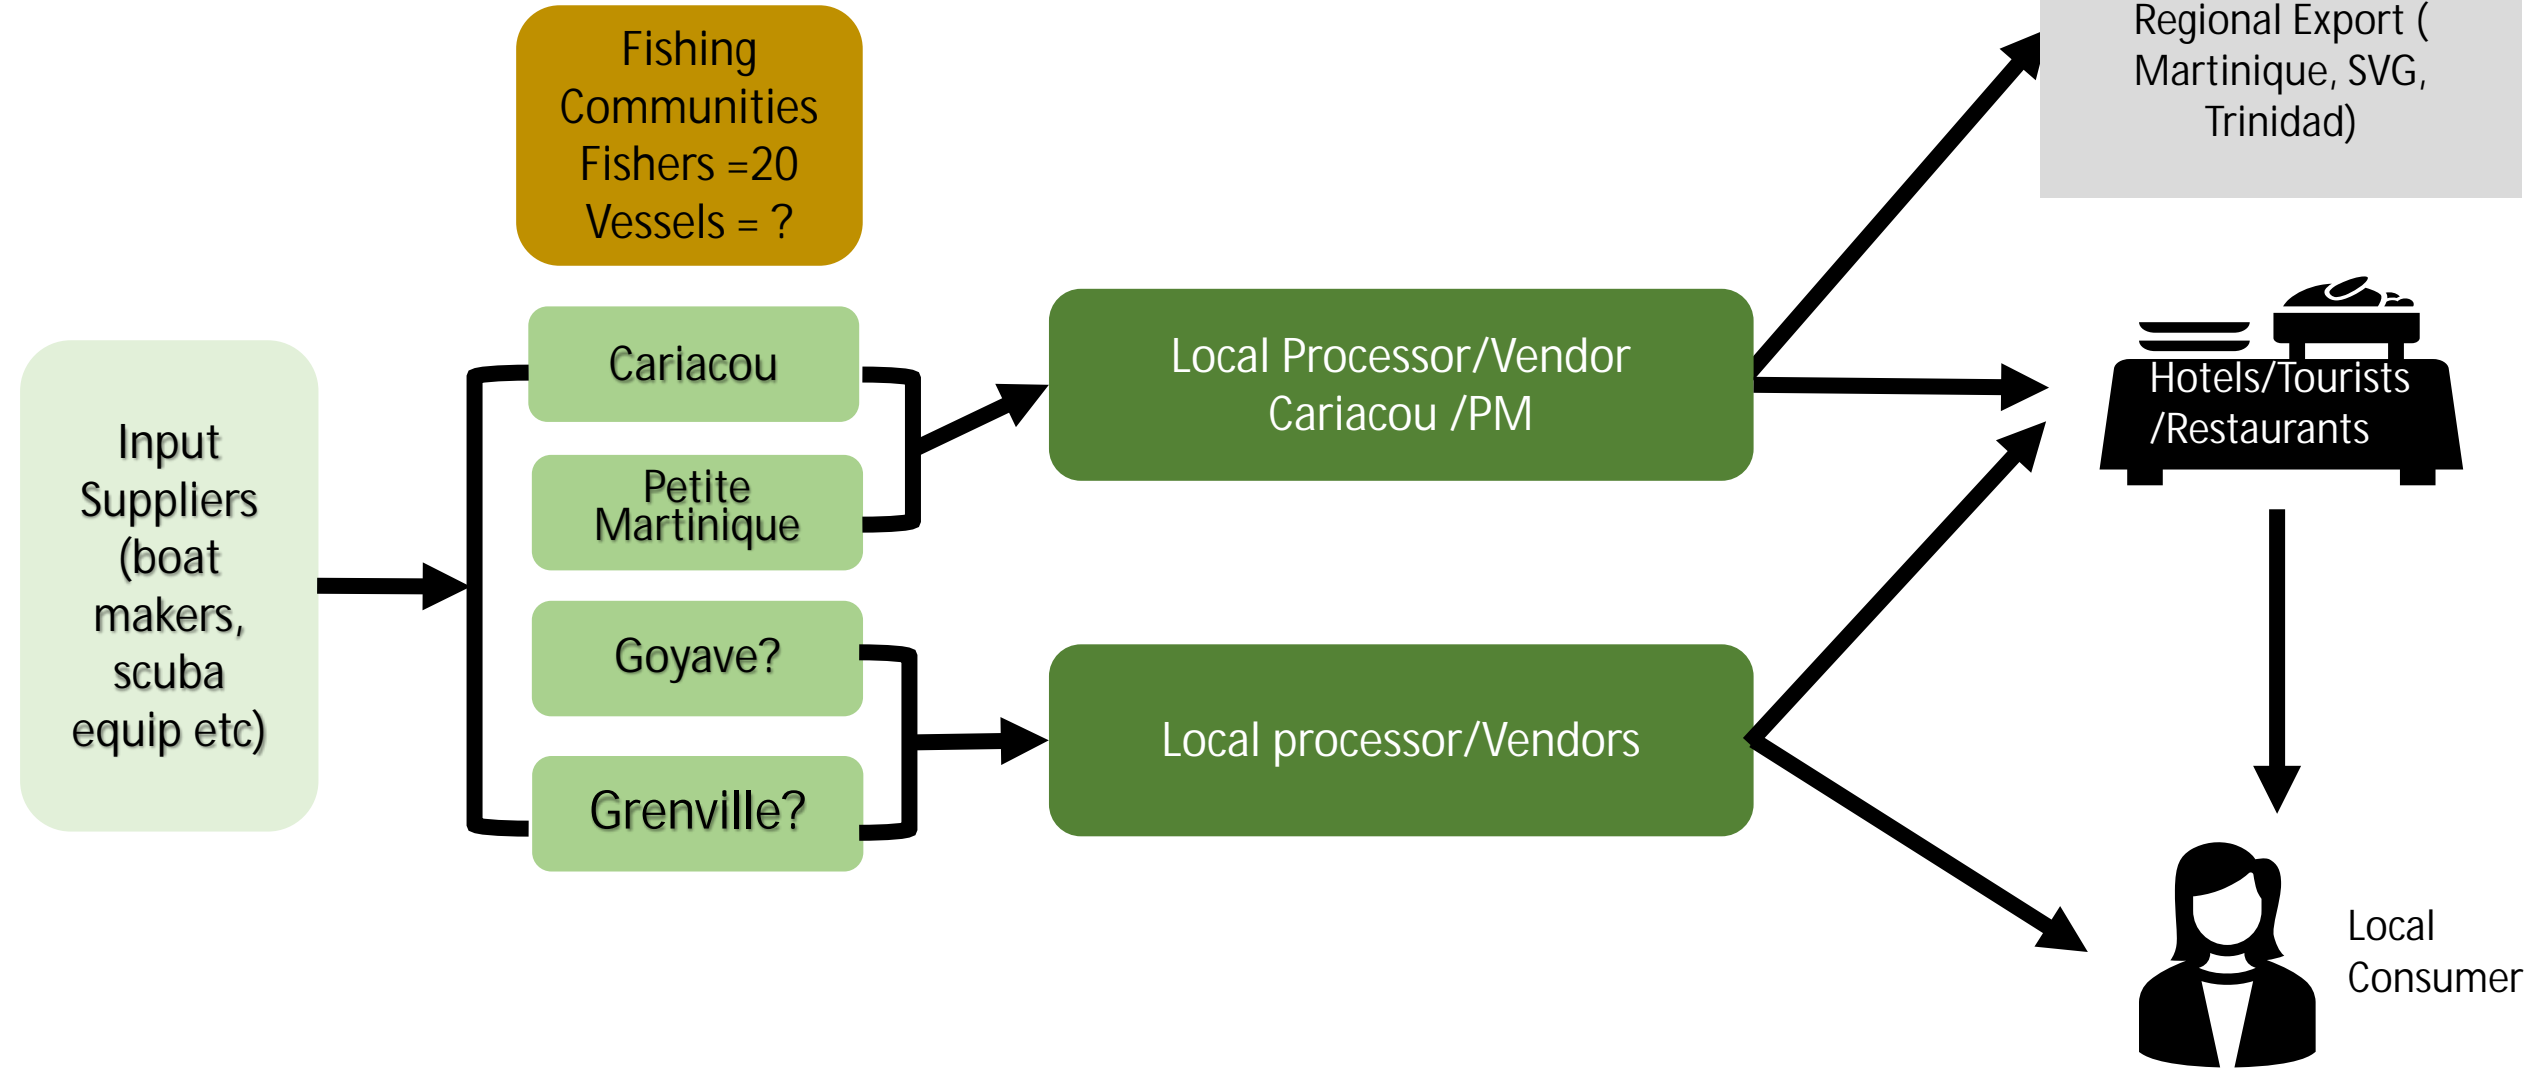 Fishing
Communities
Fishers =20
Vessels = ?
Regional Export (
Martinique, SVG,
Trinidad)
Input
Suppliers
(boat
makers,
scuba
equip etc)
Cariacou
Petite
Martinique
Goyave?
Grenville?
Local Processor/Vendor
Cariacou /PM
Local processor/Vendors
Hotels/Tourists
/Restaurants
Local
Consumer